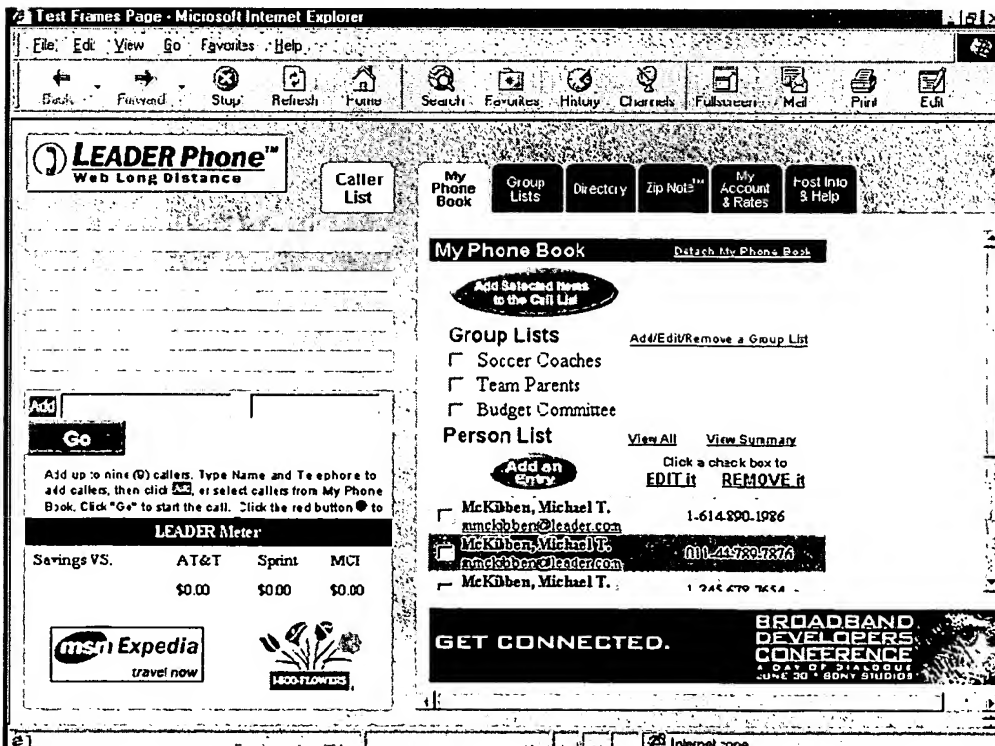 Test Frames Page - Microsoft Internet Explorer
File Edit View Go Favorites Help
Back Forward Stop Refresh Home Search Favorites History Channels Fullscreen Mail Print Edit
LEADER Phone™
Web Long Distance
Caller List
My Phone Book
Group Lists
Directory
Zip Note™
My Account & Rates
Host Info & Help
My Phone Book Detach My Phone Book
Add Selected Items
to the Call List
Group Lists Add/Edit/Remove a Group List
Soccer Coaches
Team Parents
Budget Committee
Person List View All View Summary
Add an
Entry
Click a check box to
EDIT it REMOVE it
McKibben, Michael T.
mmckibben@leader.com
1-614-890-1986
McKibben, Michael T.
mmckibben@leader.com
011-44-789-7876
McKibben, Michael T.
Add
Go
Add up to nine (9) callers. Type Name and Telephone to
add callers, then click Add, or select callers from My Phone
Book. Click "Go" to start the call. Click the red button to
LEADER Meter
Savings VS. AT&T Sprint MCI
$0.00 $0.00 $0.00
msn Expedia
travel now
1-800-FLOWERS
GET CONNECTED.
BROADBAND
DEVELOPERS
CONFERENCE
A DAY OF DIALOGUE
JUNE 30 * SONY STUDIOS
Internet zone